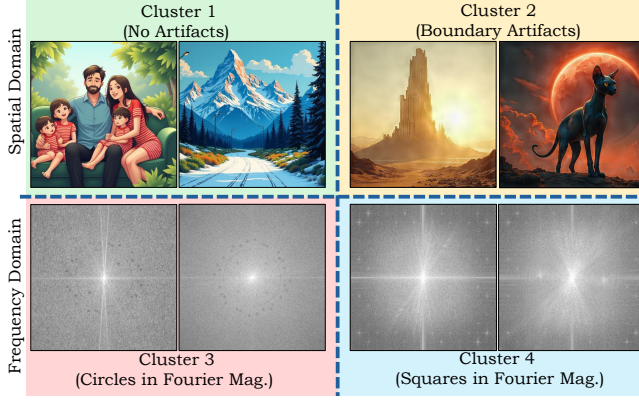 Spatial Domain
Cluster 1
(No Artifacts)
Cluster 2
(Boundary Artifacts)
Frequency Domain
Cluster 3
(Circles in Fourier Mag.)
Cluster 4
(Squares in Fourier Mag.)